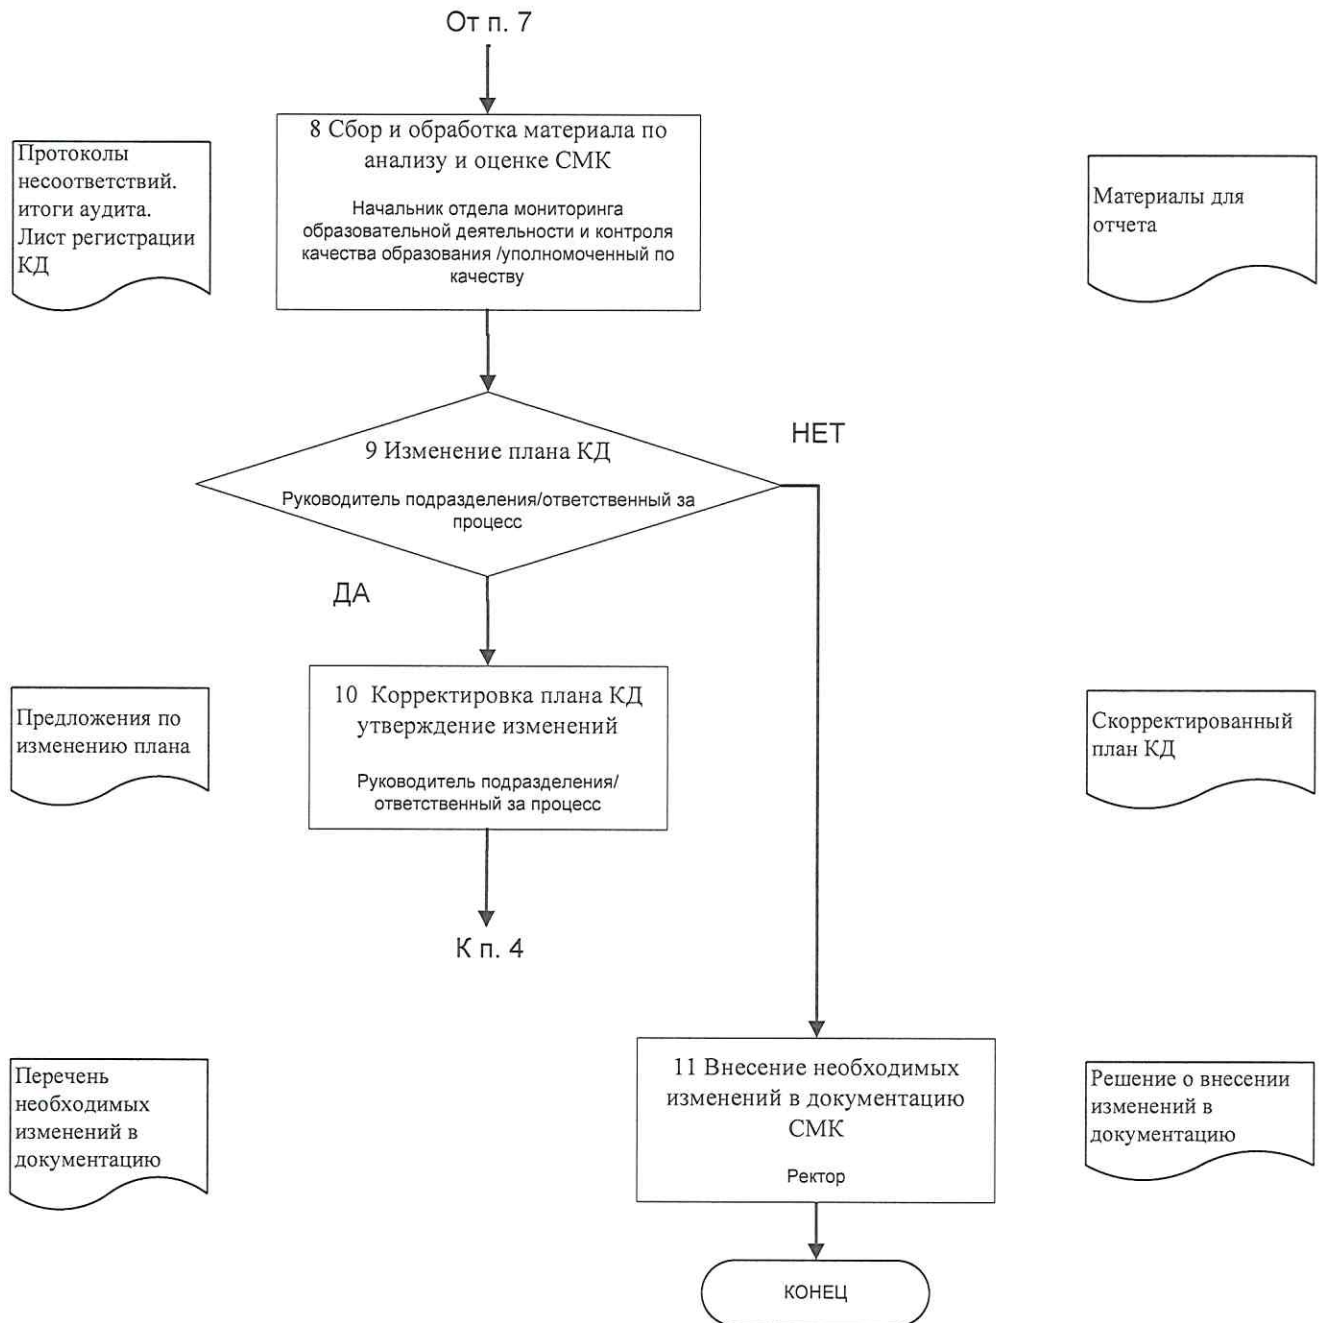 От п. 7
8 Сбор и обработка материала по
анализу и оценке СМК
Начальник отдела мониторинга
образовательной деятельности и контроля
качества образования /уполномоченный по
качеству
Протоколы
несоответствий.
итоги аудита.
Лист регистрации
КД
Материалы для
отчета
9 Изменение плана КД
Руководитель подразделения/ответственный за
процесс
НЕТ
ДА
10 Корректировка плана КД
утверждение изменений
Руководитель подразделения/
ответственный за процесс
Предложения по
изменению плана
Скорректированный
план КД
К п. 4
11 Внесение необходимых
изменений в документацию
СМК
Ректор
Перечень
необходимых
изменений в
документацию
Решение о внесении
изменений в
документацию
КОНЕЦ